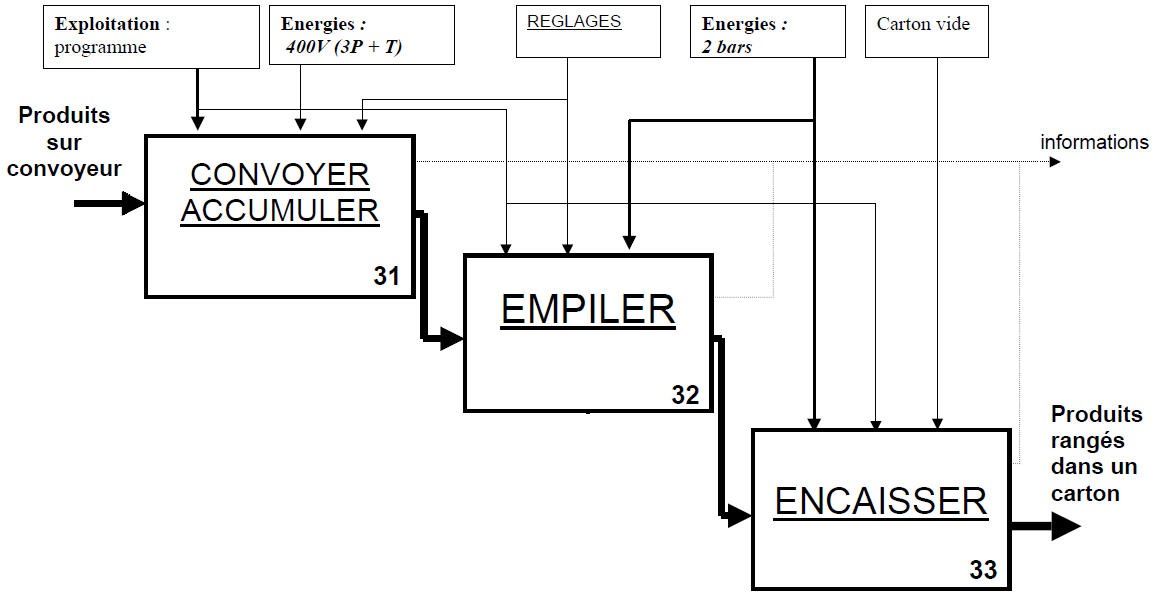 Exploitation :
programme
Energies :
400V (3P + T)
REGLAGES
Energies :
2 bars
Carton vide
Produits
sur
convoyeur
informations
CONVOYER
ACCUMULER
31
EMPILER
32
Produits
rangés
dans un
carton
ENCAISSER
33